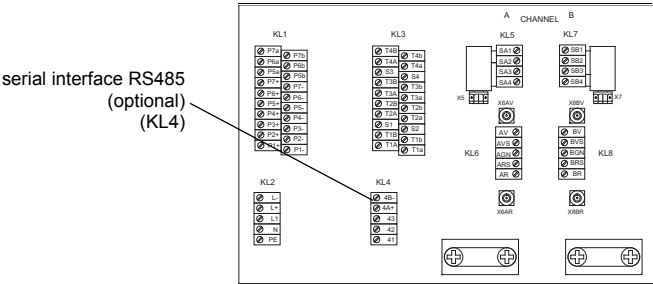 A CHANNEL B
KL1 KL3 KL5 KL7
serial interface RS485
(optional)
(KL4)
P7a
P6a
P5a
P7+
P6+
P5+
P4+
P3+
P2+
P1+
P7b
P6b
P5b
P7-
P6-
P5-
P4-
P3-
P2-
P1-
T4B
T4A
S3
T3B
T3A
T2B
T2A
S1
T1B
T1A
T4b
T4a
S4
T3b
T3a
T2b
T2a
S2
T1b
T1a
SA1
SA2
SA3
SA4
SB1
SB2
SB3
SB4
X5 X6AV X8BV X7
KL6
AV
AVS
AGN
ARS
AR
BV
BVS
BGN
BRS
BR
KL8
X6AR X8BR
KL2
L-
L+
L1
N
PE
KL4
4B-
4A+
43
42
41